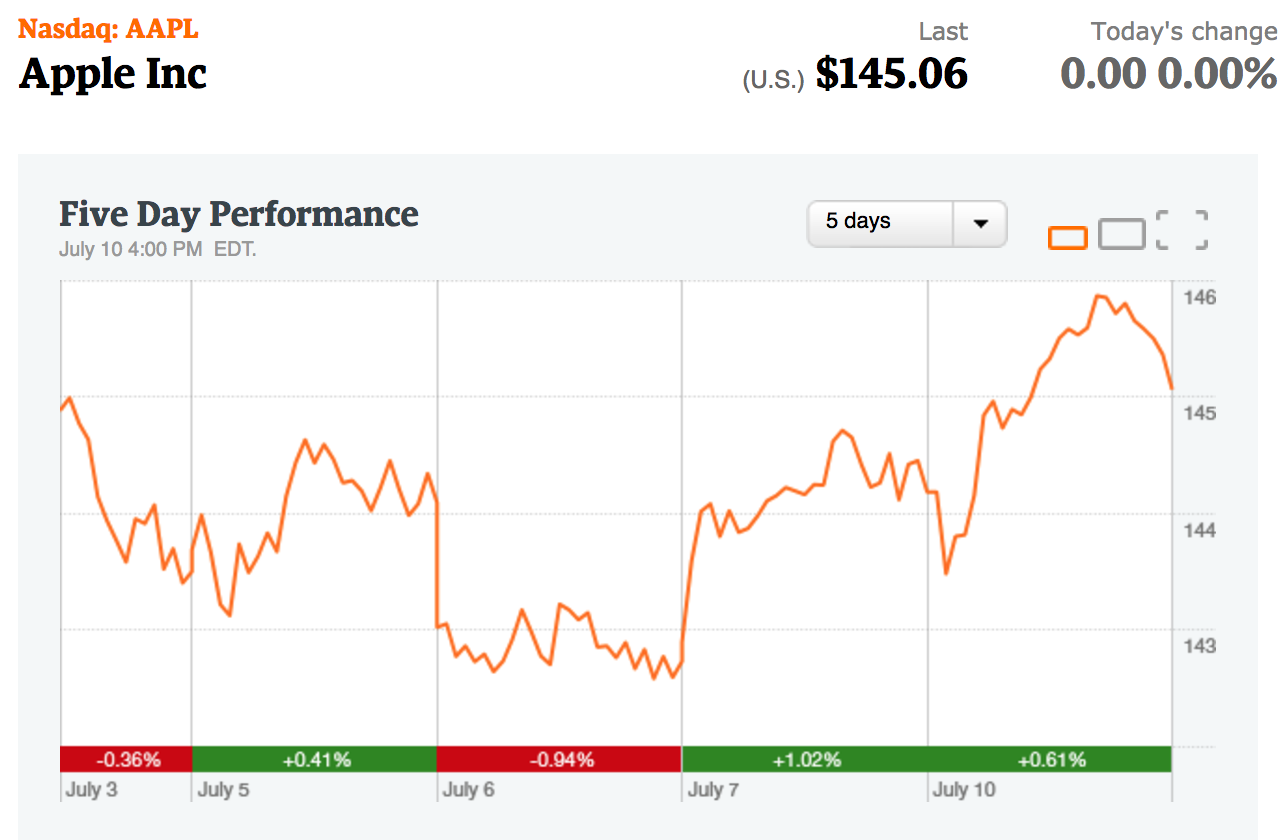 Nasdaq: AAPL
Last
Today's change
Apple Inc
(U.S.) $145.06
0.00 0.00%
Five Day Performance
5 days
July 10 4:00 PM EDT.
146
145
144
143
-0.36%
+0.41%
-0.94%
+1.02%
+0.61%
July 3
July 5
July 6
July 7
July 10